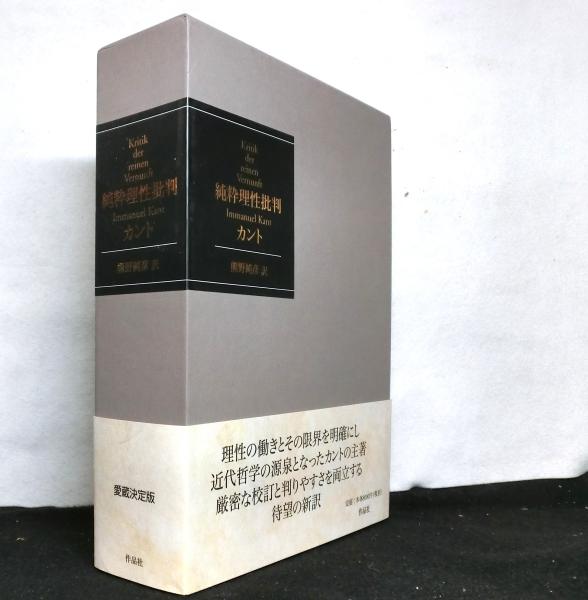 Kritik
der
reinen
Vernunft
純粋理性批判
Immanuel Kant
カント
熊野純彦 訳
Kritik
der
reinen
Vernunft
純粋理性批判
Immanuel Kant
カント
熊野純彦 訳
愛蔵決定版
作品社
理性の働きとその限界を明確にし
近代哲学の源泉となったカントの主著
厳密な校訂と判りやすさを両立する
待望の新訳
作品社